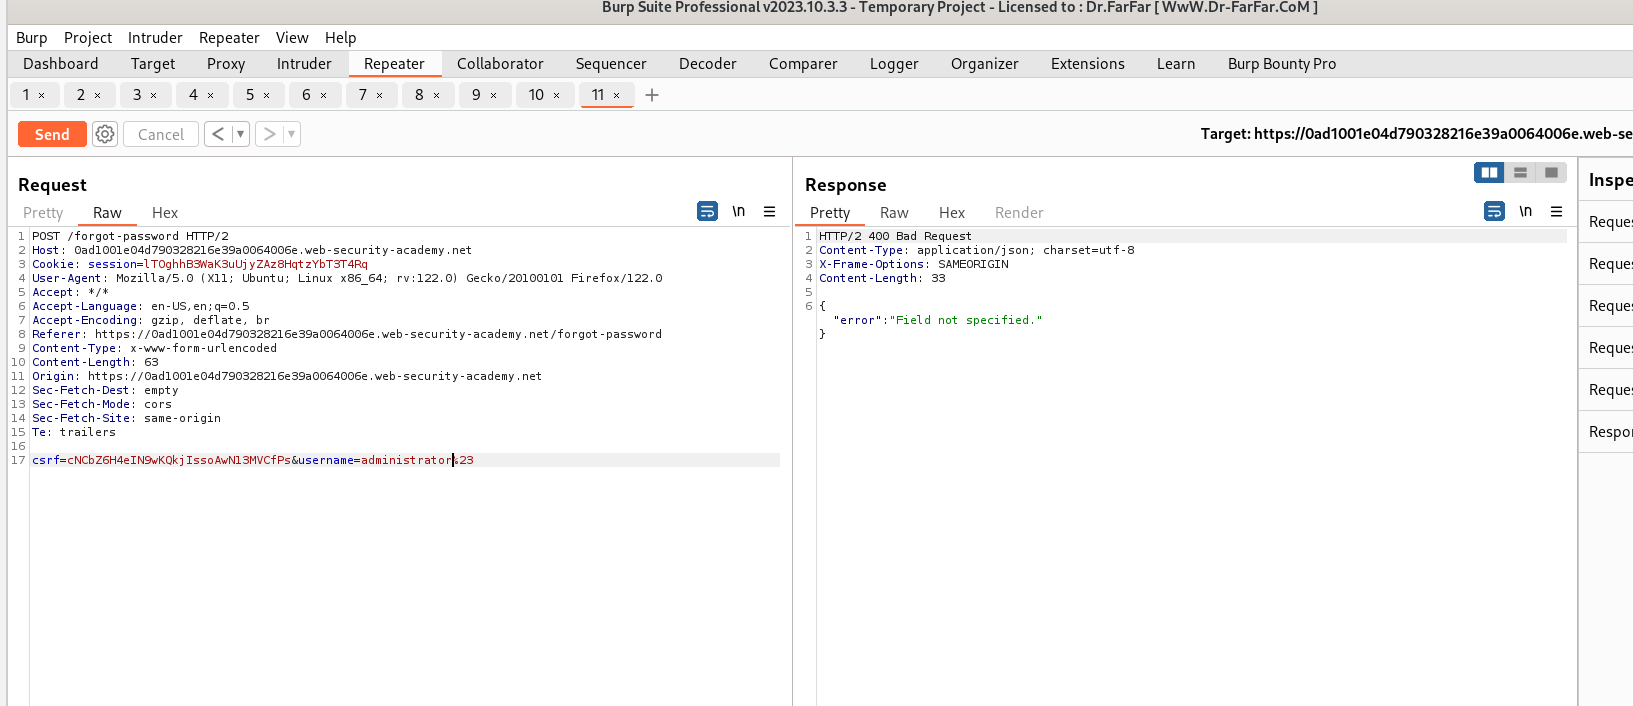 Burp Suite Professional v2023.10.3.3 - Temporary Project - Licensed to : Dr.FarFar [ WwW.Dr-FarFar.CoM ]
Burp Project Intruder Repeater View Help
Dashboard Target Proxy Intruder Repeater Collaborator Sequencer Decoder Comparer Logger Organizer Extensions Learn Burp Bounty Pro
1 × 2 × 3 × 4 × 5 × 6 × 7 × 8 × 9 × 10 × 11 × +
Send Cancel < ▼ > ▼ Target: https://0ad1001e04d790328216e39a0064006e.web-se
Request
Pretty Raw Hex \n ≡
1 POST /forgot-password HTTP/2
2 Host: 0ad1001e04d790328216e39a0064006e.web-security-academy.net
3 Cookie: session=lTOghhB3WaK3uUjyZAz8HqtzYbT3T4Rq
4 User-Agent: Mozilla/5.0 (X11; Ubuntu; Linux x86_64; rv:122.0) Gecko/20100101 Firefox/122.0
5 Accept: */*
6 Accept-Language: en-US,en;q=0.5
7 Accept-Encoding: gzip, deflate, br
8 Referer: https://0ad1001e04d790328216e39a0064006e.web-security-academy.net/forgot-password
9 Content-Type: x-www-form-urlencoded
10 Content-Length: 63
11 Origin: https://0ad1001e04d790328216e39a0064006e.web-security-academy.net
12 Sec-Fetch-Dest: empty
13 Sec-Fetch-Mode: cors
14 Sec-Fetch-Site: same-origin
15 Te: trailers
16
17 csrf=cNCbZ6H4eIN9wKQkjIssoAwNl3MVCfPs&username=administrator%23
Response
Pretty Raw Hex Render \n ≡
1 HTTP/2 400 Bad Request
2 Content-Type: application/json; charset=utf-8
3 X-Frame-Options: SAMEORIGIN
4 Content-Length: 33
5
6 {
"error":"Field not specified."
}
Inspe
Reques
Reques
Reques
Reques
Reques
Respon